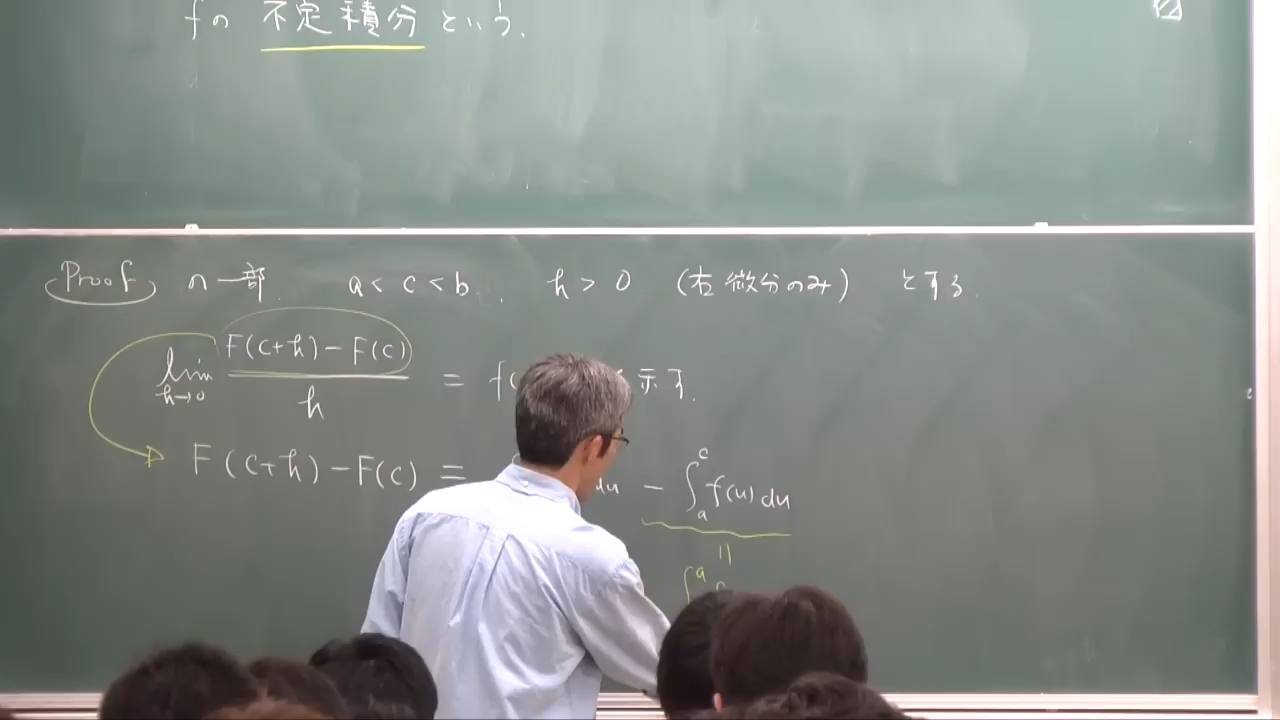 fの 不定積分 という.
Proof の一部. a < c < b, h > 0 (右微分のみ) とする.
lim h→0 F(c+h) − F(c) / h = f( 示す.
F(c+h) − F(c) = du − ∫_a^c f(u) du
||
∫^a